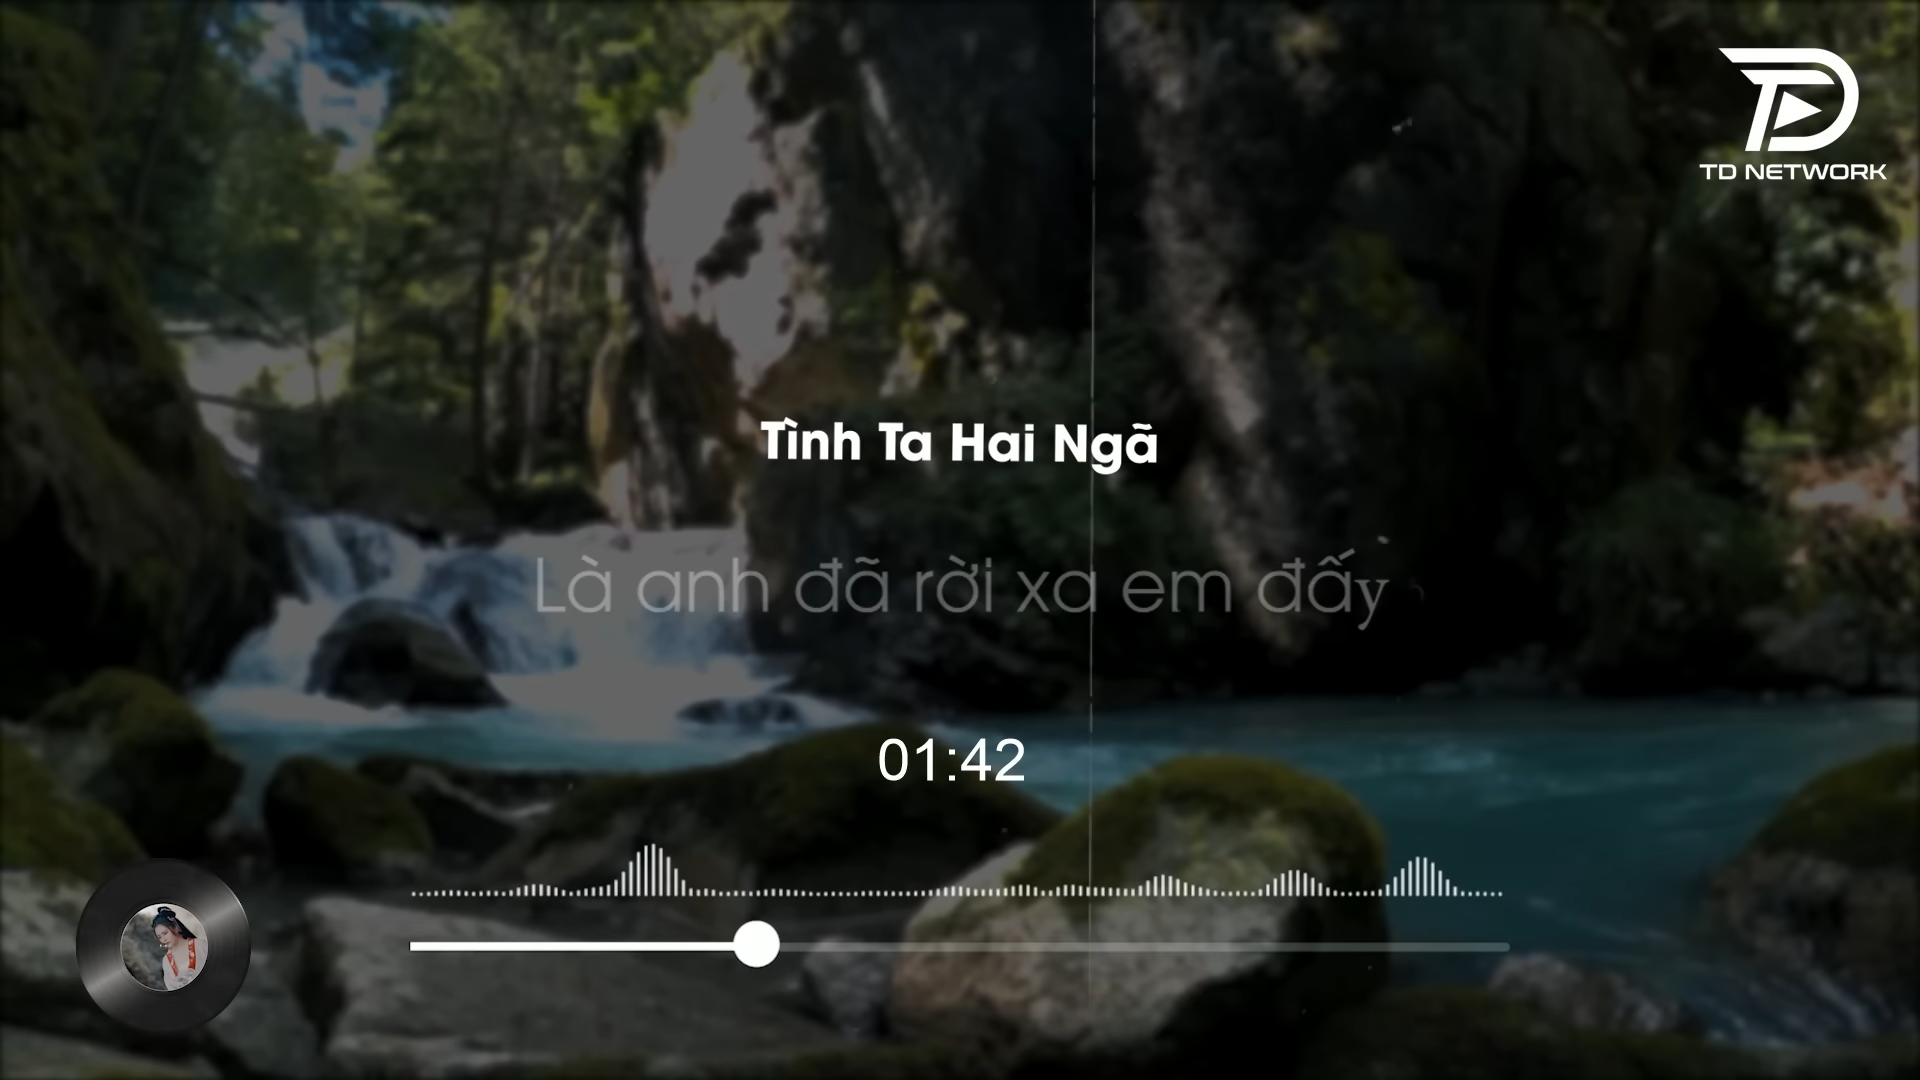 TD NETWORK
Tình Ta Hai Ngã
Là anh đã rời xa em đấy
01:42